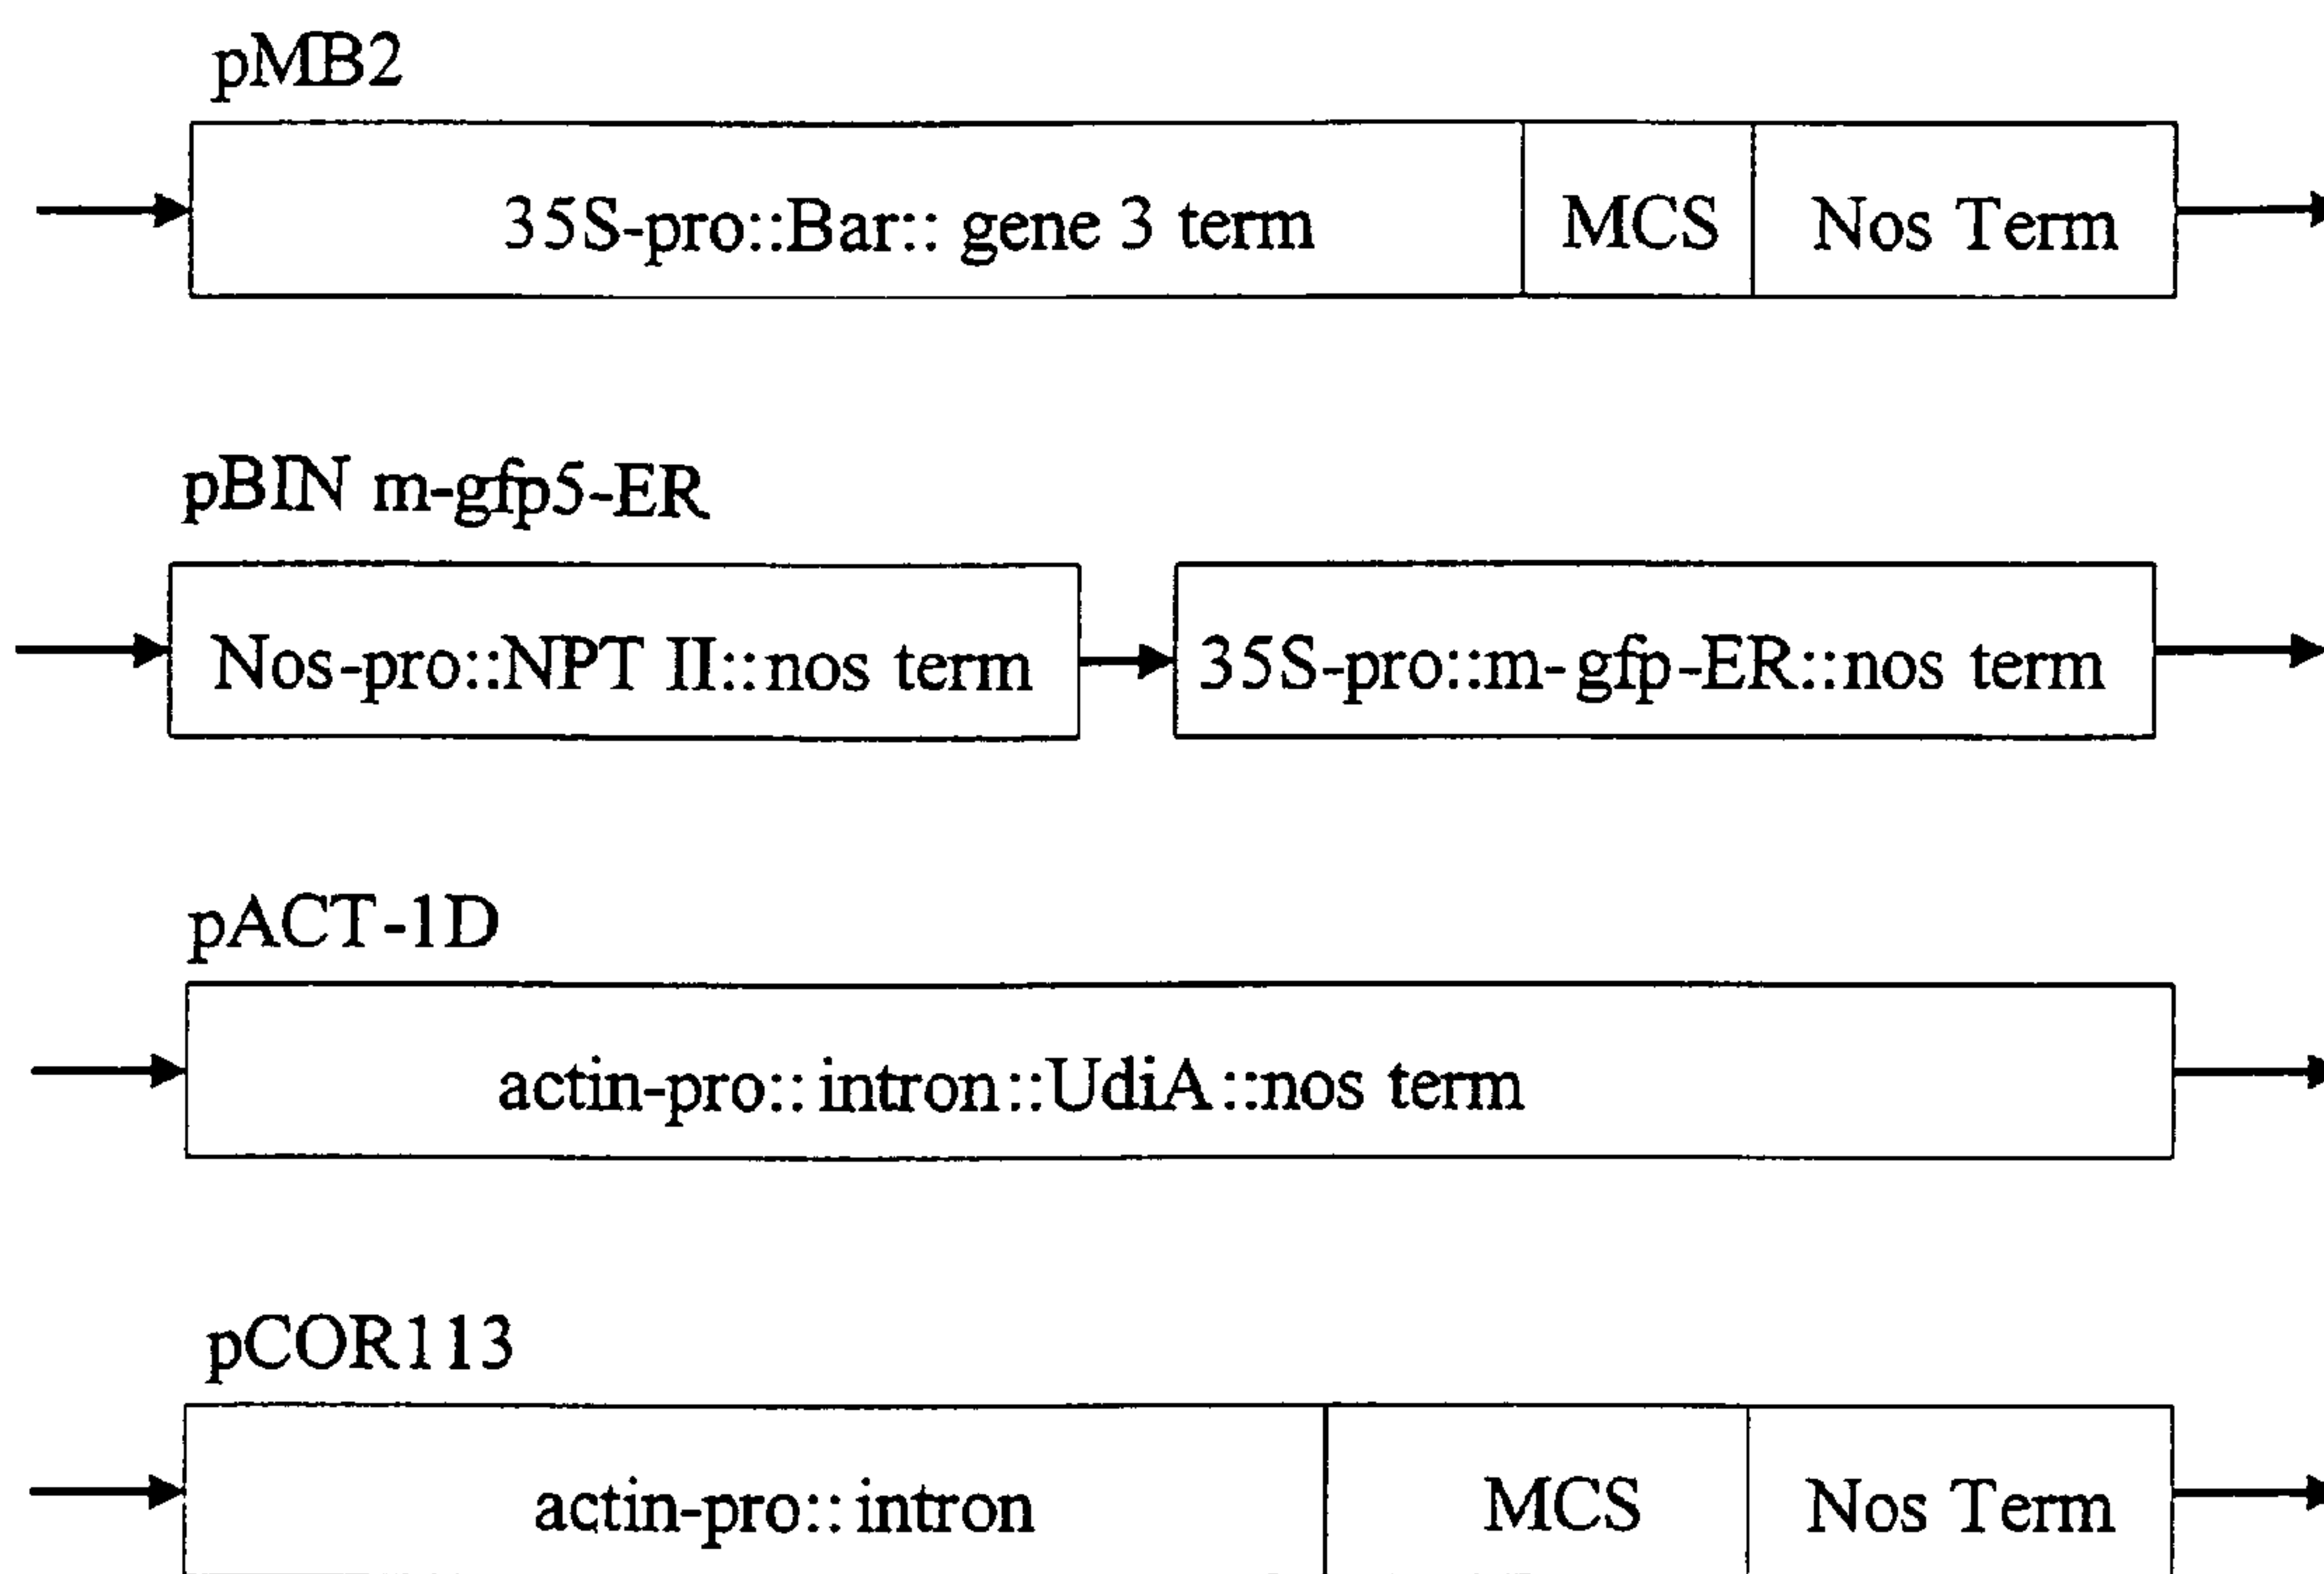 pMB2
35S-pro::Bar:: gene 3 term MCS Nos Term
pBIN m-gfp5-ER
Nos-pro::NPT II::nos term 35S-pro::m-gfp-ER::nos term
pACT-1D
actin-pro::intron::UdiA::nos term
pCOR113
actin-pro::intron MCS Nos Term